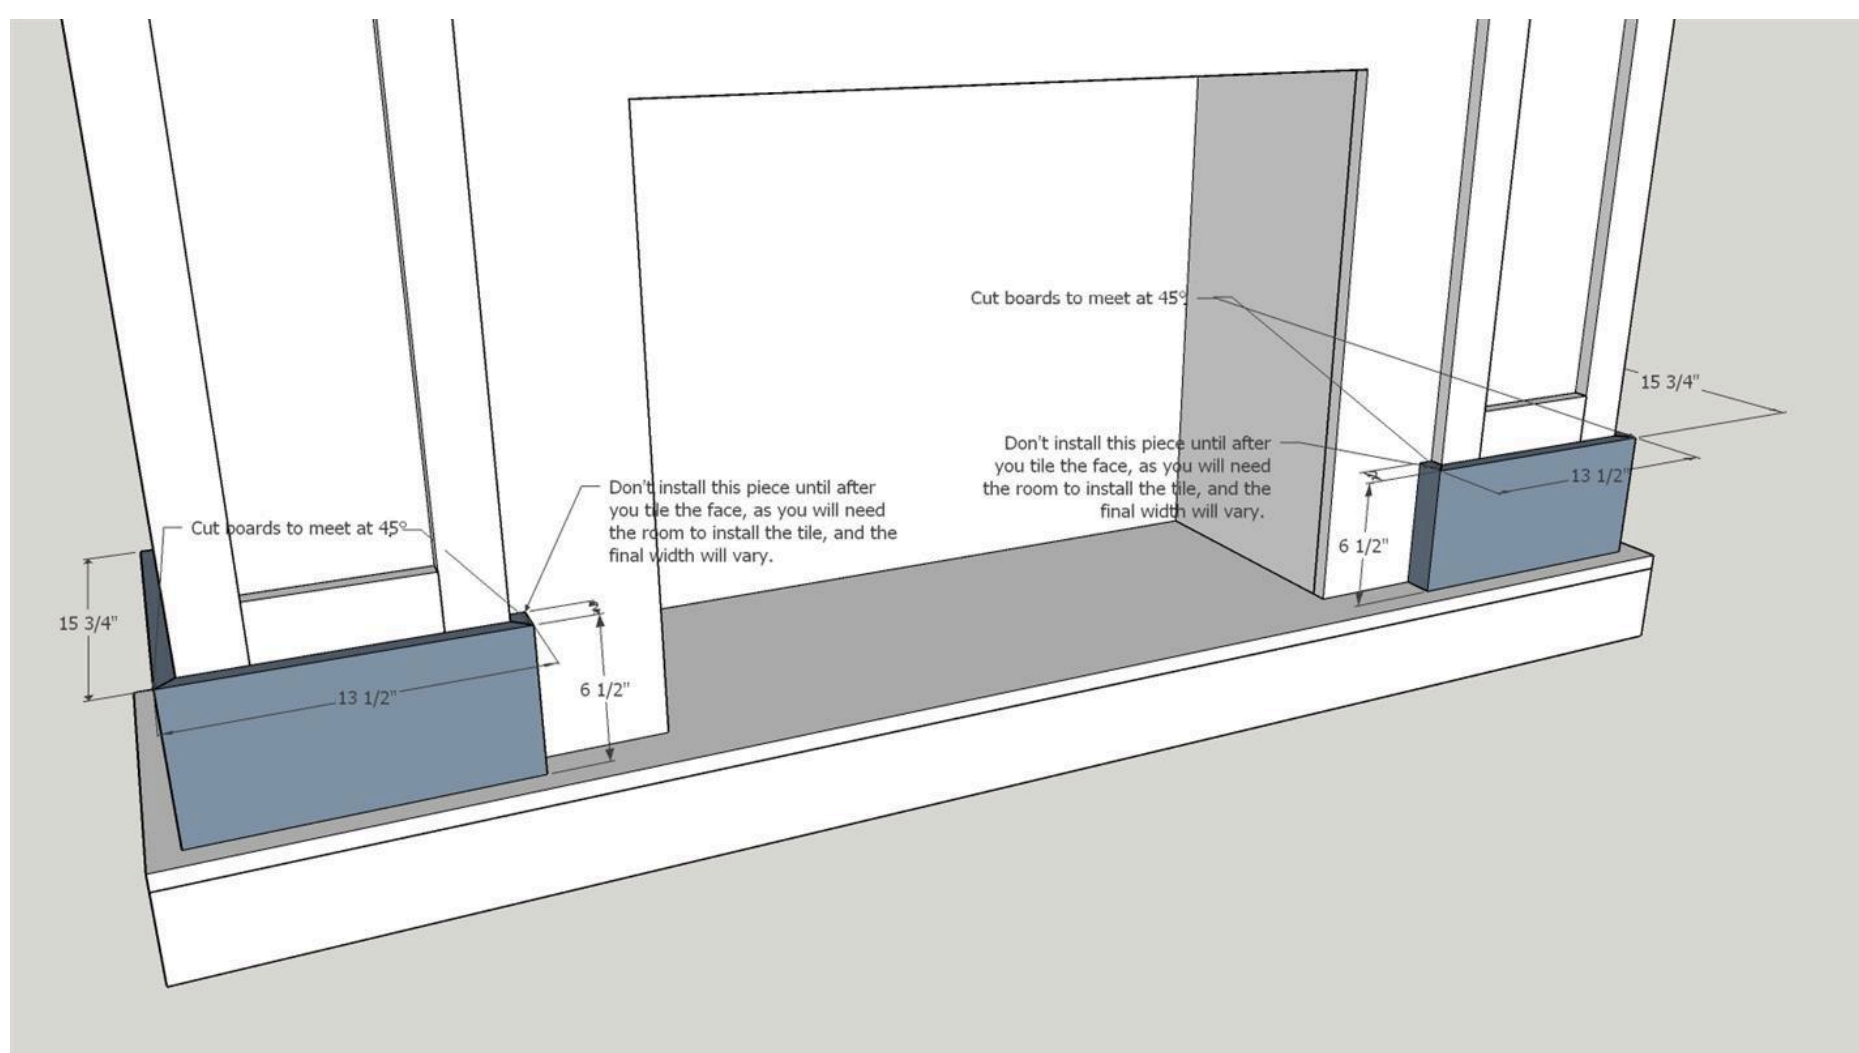 Cut boards to meet at 45°
15 3/4"
Don't install this piece until after
you tile the face, as you will need
the room to install the tile, and the
final width will vary.
13 1/2"
6 1/2"
Don't install this piece until after
you tile the face, as you will need
the room to install the tile, and the
final width will vary.
6 1/2"
Cut boards to meet at 45°
15 3/4"
13 1/2"